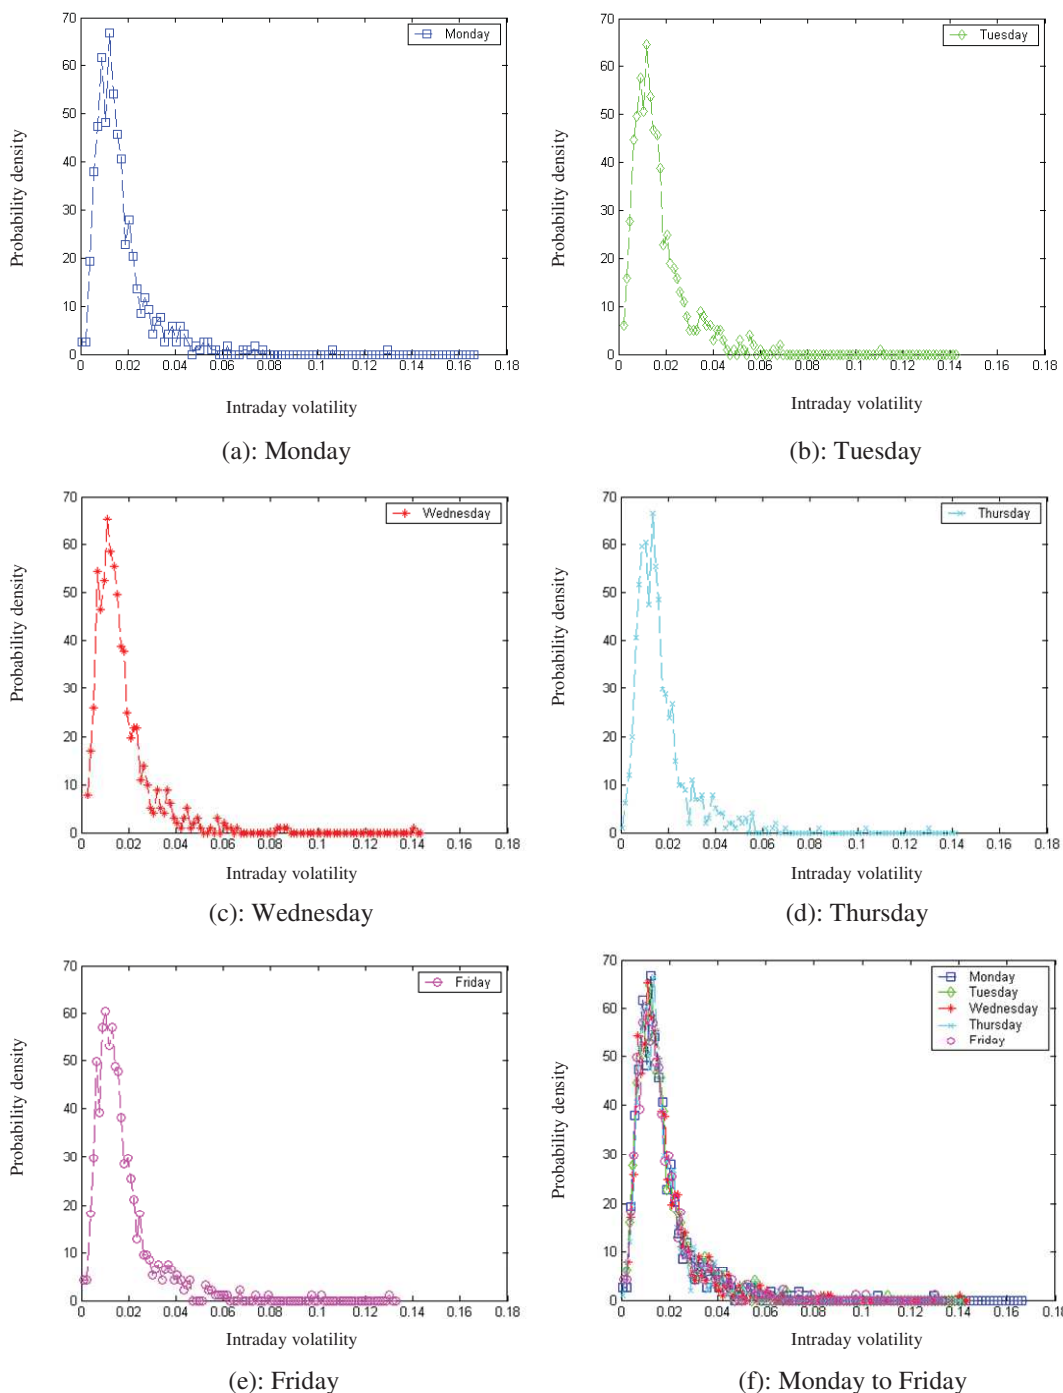 70
60
50
40
30
20
10
0
Probability density
Monday
0 0.02 0.04 0.06 0.08 0.1 0.12 0.14 0.16 0.18
Intraday volatility
(a): Monday
70
60
50
40
30
20
10
0
Probability density
Tuesday
0 0.02 0.04 0.06 0.08 0.1 0.12 0.14 0.16 0.18
Intraday volatility
(b): Tuesday
70
60
50
40
30
20
10
0
Probability density
Wednesday
0 0.02 0.04 0.06 0.08 0.1 0.12 0.14 0.16 0.18
Intraday volatility
(c): Wednesday
70
60
50
40
30
20
10
0
Probability density
Thursday
0 0.02 0.04 0.06 0.08 0.1 0.12 0.14 0.16 0.18
Intraday volatility
(d): Thursday
70
60
50
40
30
20
10
0
Probability density
Friday
0 0.02 0.04 0.06 0.08 0.1 0.12 0.14 0.16 0.18
Intraday volatility
(e): Friday
70
60
50
40
30
20
10
0
Probability density
Monday
Tuesday
Wednesday
Thursday
Friday
0 0.02 0.04 0.06 0.08 0.1 0.12 0.14 0.16 0.18
Intraday volatility
(f): Monday to Friday